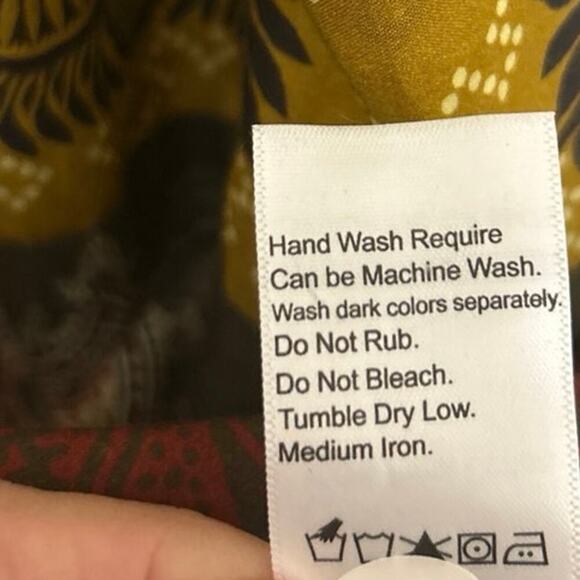 Hand Wash Require
Can be Machine Wash.
Wash dark colors separately.
Do Not Rub.
Do Not Bleach.
Tumble Dry Low.
Medium Iron.